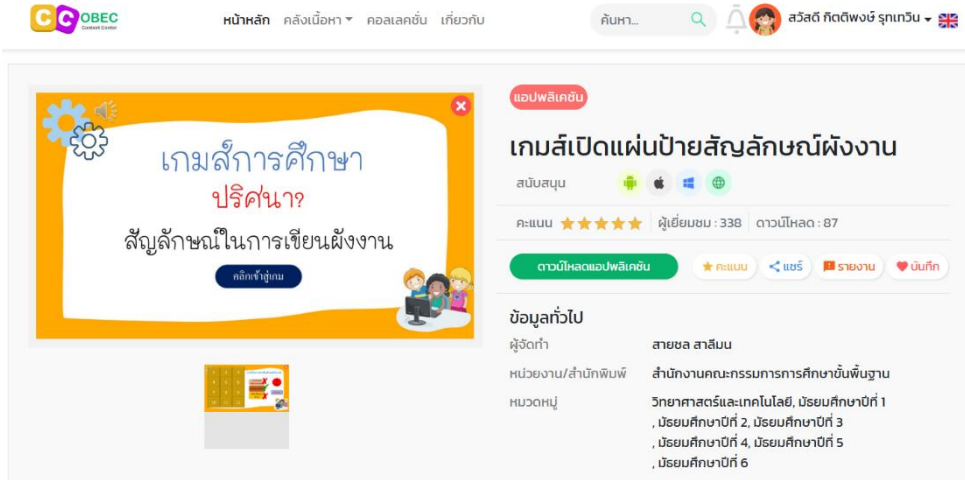 CC OBEC
Content Center
หน้าหลัก คลังเนื้อหา คอลเลคชั่น เกี่ยวกับ ค้นหา... สวัสดี กิตติพงษ์ รุกเทวิน
เกมส์การศึกษา
ปริศนา?
สัญลักษณ์ในการเขียนผังงาน
คลิกเข้าสู่เกม
แอปพลิเคชัน
เกมส์เปิดแผ่นป้ายสัญลักษณ์ผังงาน
สนับสนุน
คะแนน ผู้เยี่ยมชม : 338 ดาวน์โหลด : 87
ดาวน์โหลดแอปพลิเคชัน คะแนน แชร์ รายงาน บันทึก
ข้อมูลทั่วไป
ผู้จัดทำ สายชล สาลีมน
หน่วยงาน/สำนักพิมพ์ สำนักงานคณะกรรมการการศึกษาขั้นพื้นฐาน
หมวดหมู่ วิทยาศาสตร์และเทคโนโลยี, มัธยมศึกษาปีที่ 1
, มัธยมศึกษาปีที่ 2, มัธยมศึกษาปีที่ 3
, มัธยมศึกษาปีที่ 4, มัธยมศึกษาปีที่ 5
, มัธยมศึกษาปีที่ 6